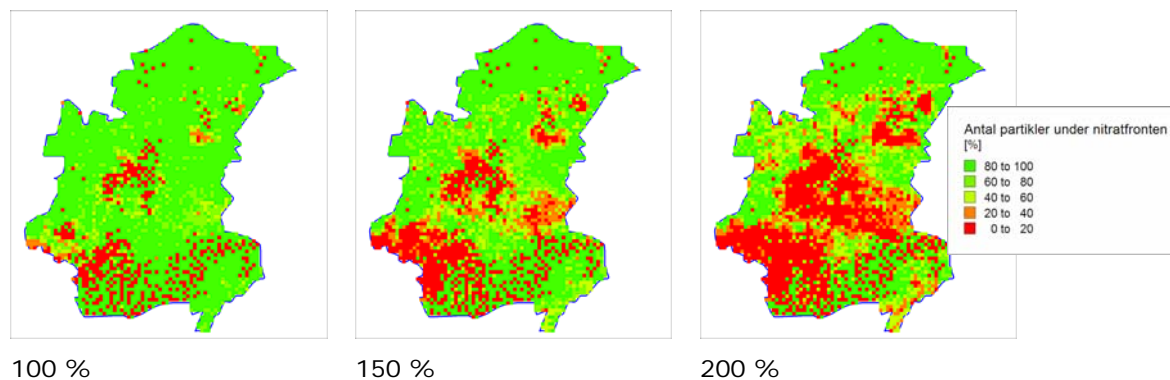 Antal partikler under nitratfronten
[%]
80 to 100
60 to 80
40 to 60
20 to 40
0 to 20
100 %
150 %
200 %